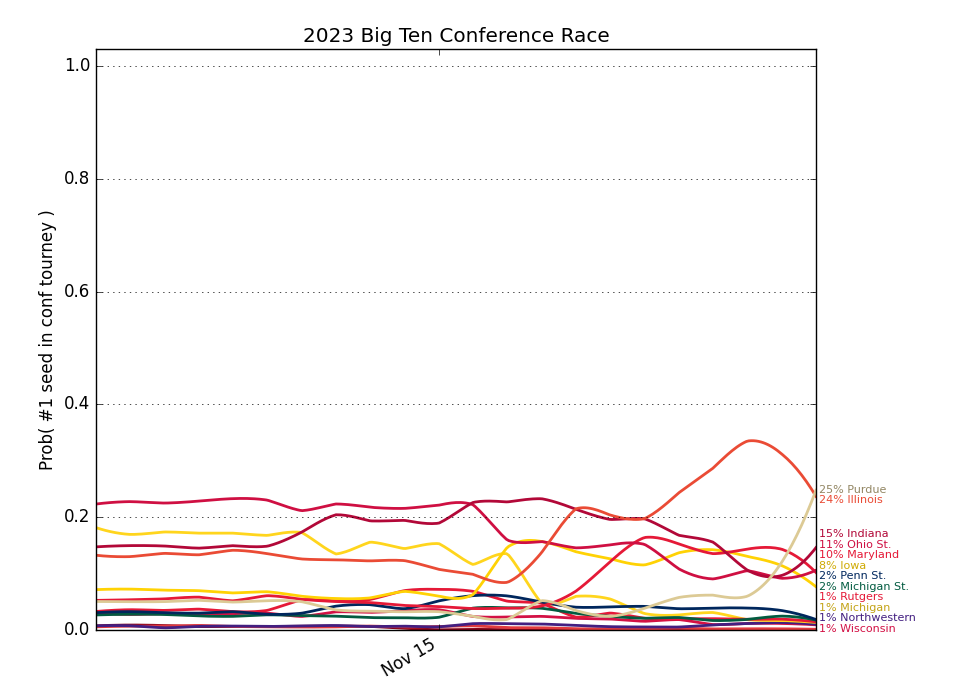 2023 Big Ten Conference Race
1.0
0.8
0.6
0.4
0.2
0.0
Prob( #1 seed in conf tourney )
Nov 15
25% Purdue
24% Illinois
15% Indiana
11% Ohio St.
10% Maryland
8% Iowa
2% Penn St.
2% Michigan St.
1% Rutgers
1% Michigan
1% Northwestern
1% Wisconsin